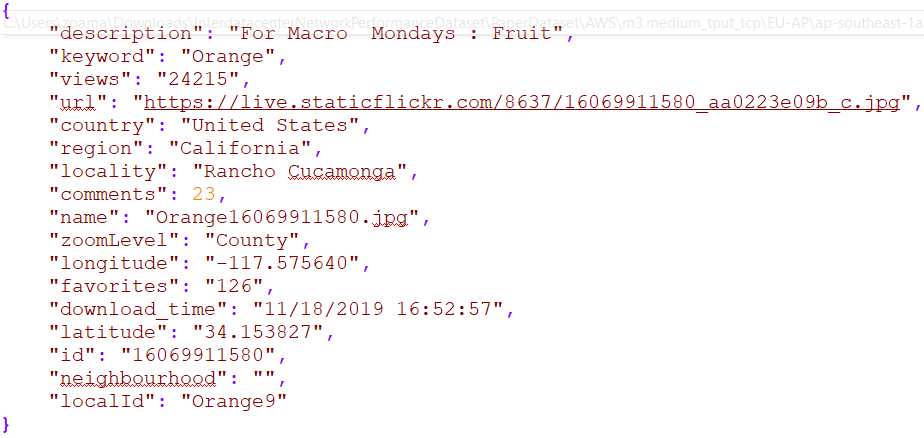 {
C:\Users\zoama\Downloads\InterdatacenterNetworkPerformanceDataset\PaperDataset\AWS\m3.medium_tput_tcp\EU-AP\ap-southeast-1a
"description": "For Macro  Mondays : Fruit",
"keyword": "Orange",
"views": "24215",
"url": "https://live.staticflickr.com/8637/16069911580_aa0223e09b_c.jpg",
"country": "United States",
"region": "California",
"locality": "Rancho Cucamonga",
"comments": 23,
"name": "Orange16069911580.jpg",
"zoomLevel": "County",
"longitude": "-117.575640",
"favorites": "126",
"download_time": "11/18/2019 16:52:57",
"latitude": "34.153827",
"id": "16069911580",
"neighbourhood": "",
"localId": "Orange9"
}